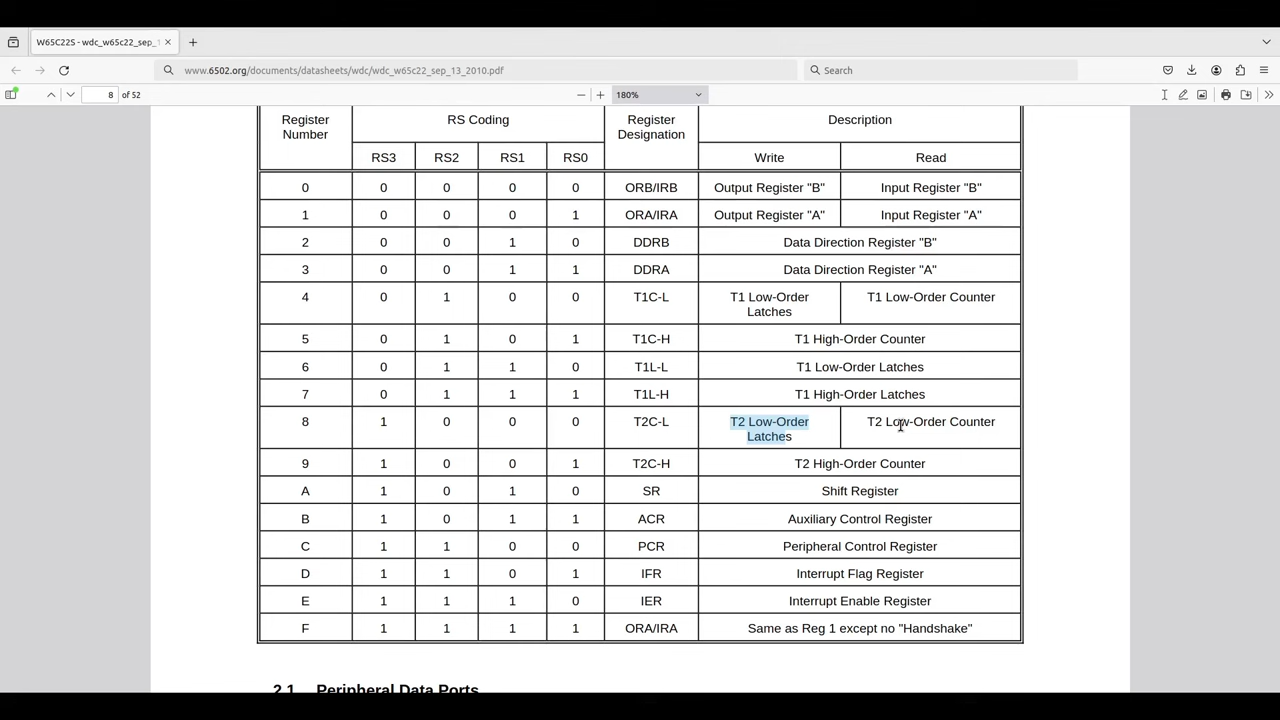 W65C22S - wdc_w65c22_sep_1
www.6502.org/documents/datasheets/wdc/wdc_w65c22_sep_13_2010.pdf
Search
8 of 52
180%
Register Number RS Coding Register Designation Description
RS3 RS2 RS1 RS0 Write Read
0 0 0 0 0 ORB/IRB Output Register "B" Input Register "B"
1 0 0 0 1 ORA/IRA Output Register "A" Input Register "A"
2 0 0 1 0 DDRB Data Direction Register "B"
3 0 0 1 1 DDRA Data Direction Register "A"
4 0 1 0 0 T1C-L T1 Low-Order Latches T1 Low-Order Counter
5 0 1 0 1 T1C-H T1 High-Order Counter
6 0 1 1 0 T1L-L T1 Low-Order Latches
7 0 1 1 1 T1L-H T1 High-Order Latches
8 1 0 0 0 T2C-L T2 Low-Order Latches T2 Low-Order Counter
9 1 0 0 1 T2C-H T2 High-Order Counter
A 1 0 1 0 SR Shift Register
B 1 0 1 1 ACR Auxiliary Control Register
C 1 1 0 0 PCR Peripheral Control Register
D 1 1 0 1 IFR Interrupt Flag Register
E 1 1 1 0 IER Interrupt Enable Register
F 1 1 1 1 ORA/IRA Same as Reg 1 except no "Handshake"
2.1 Peripheral Data Ports